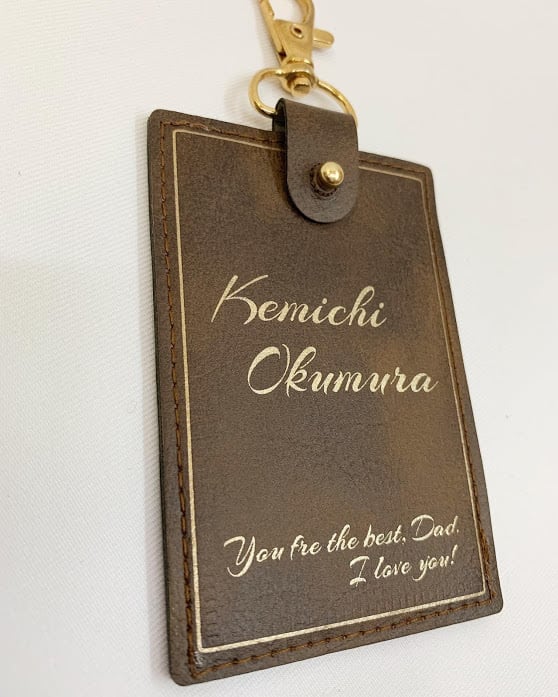 Kemichi
Okumura
You fre the best, Dad.
I love you!